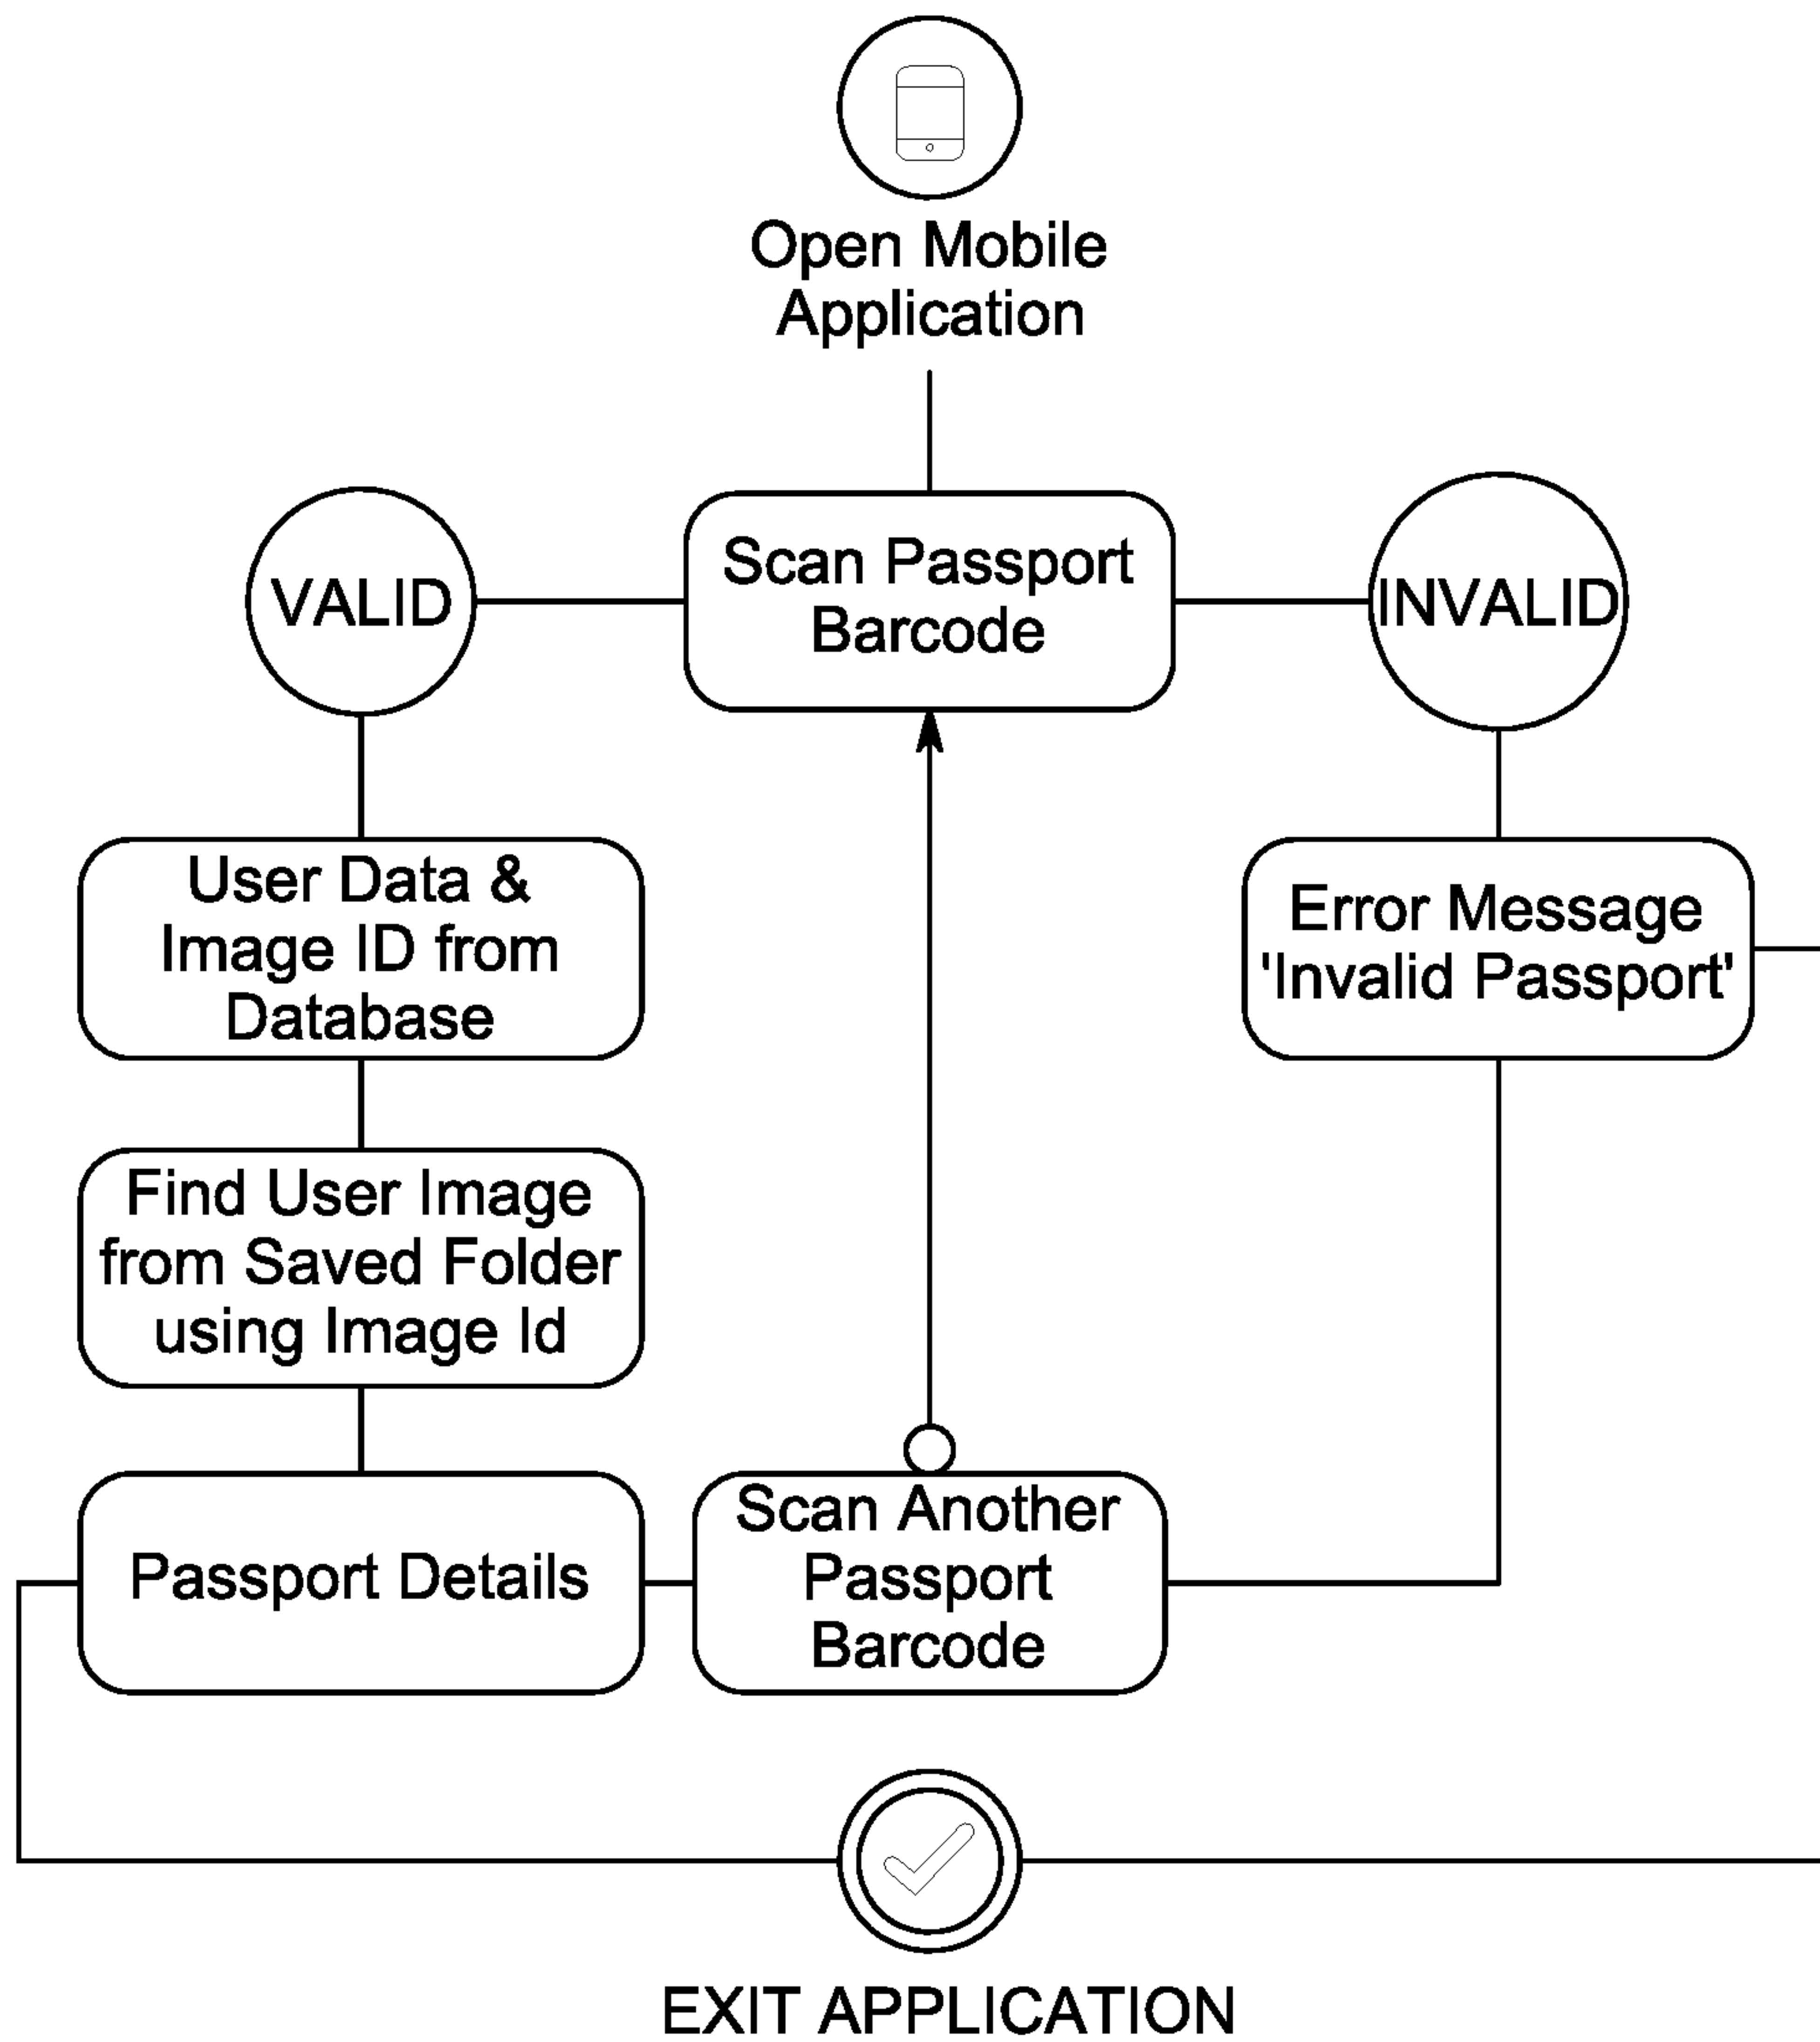 Open Mobile
Application
VALID
Scan Passport
Barcode
INVALID
User Data &
Image ID from
Database
Error Message
'Invalid Passport'
Find User Image
from Saved Folder
using Image Id
Passport Details
Scan Another
Passport
Barcode
EXIT APPLICATION